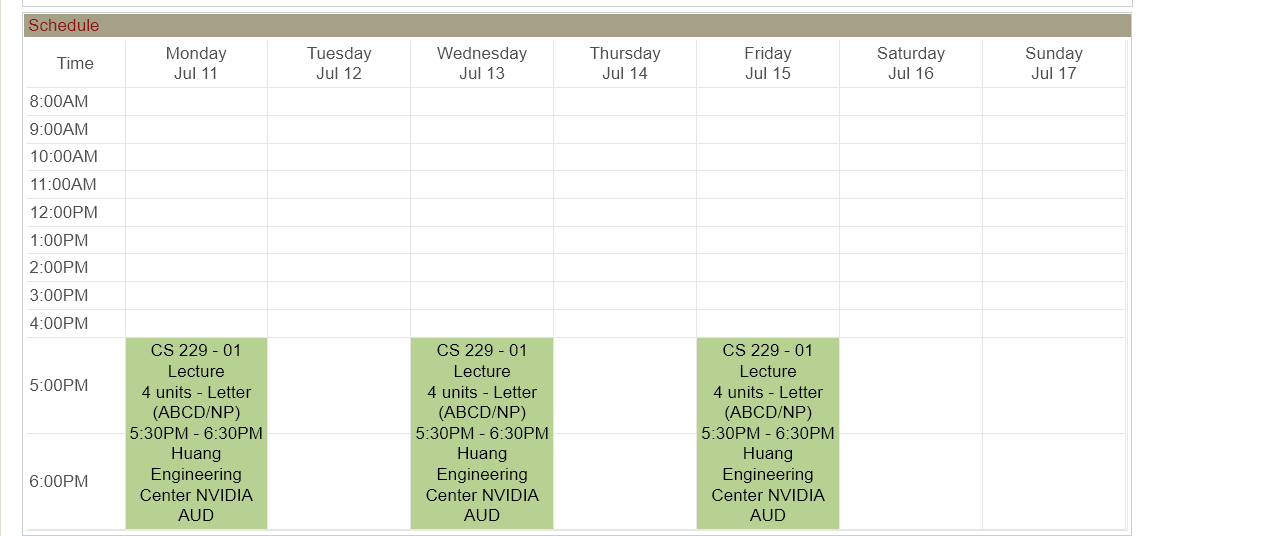 Schedule
Time
Monday
Jul 11
Tuesday
Jul 12
Wednesday
Jul 13
Thursday
Jul 14
Friday
Jul 15
Saturday
Jul 16
Sunday
Jul 17
8:00AM
9:00AM
10:00AM
11:00AM
12:00PM
1:00PM
2:00PM
3:00PM
4:00PM
5:00PM
6:00PM
CS 229 - 01
Lecture
4 units - Letter
(ABCD/NP)
5:30PM - 6:30PM
Huang
Engineering
Center NVIDIA
AUD
CS 229 - 01
Lecture
4 units - Letter
(ABCD/NP)
5:30PM - 6:30PM
Huang
Engineering
Center NVIDIA
AUD
CS 229 - 01
Lecture
4 units - Letter
(ABCD/NP)
5:30PM - 6:30PM
Huang
Engineering
Center NVIDIA
AUD